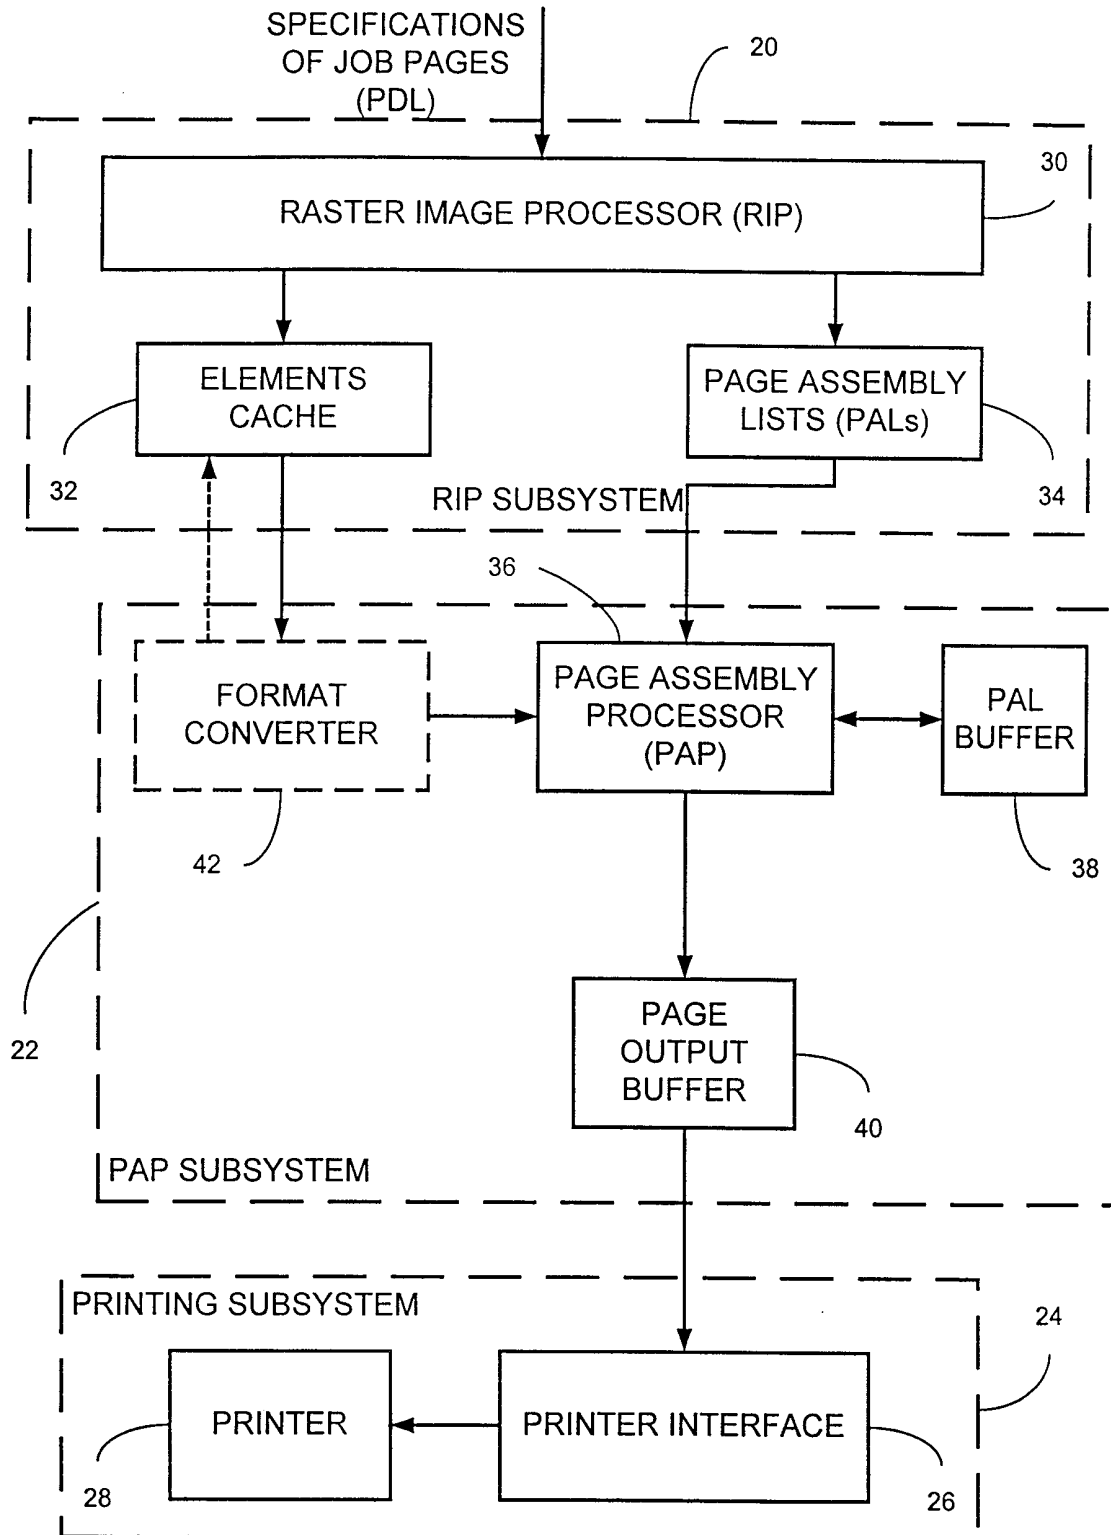 SPECIFICATIONS
OF JOB PAGES
(PDL)
20
30
RASTER IMAGE PROCESSOR (RIP)
ELEMENTS
CACHE
PAGE ASSEMBLY
LISTS (PALs)
32
RIP SUBSYSTEM
34
36
FORMAT
CONVERTER
PAGE ASSEMBLY
PROCESSOR
(PAP)
PAL
BUFFER
42
38
22
PAGE
OUTPUT
BUFFER
40
PAP SUBSYSTEM
PRINTING SUBSYSTEM
24
PRINTER
PRINTER INTERFACE
28
26